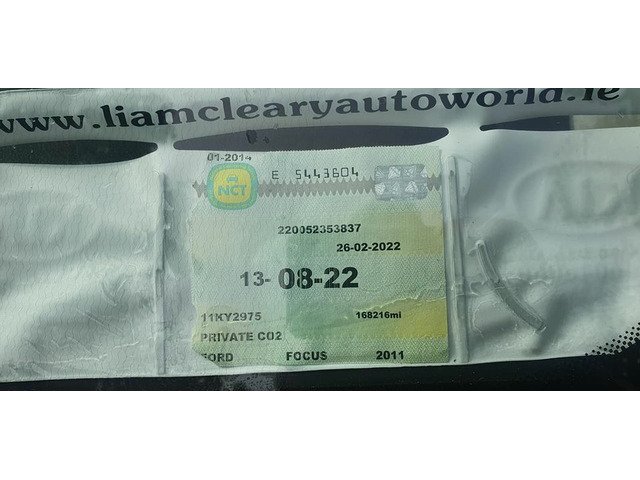 www.liamclearyautoworld.ie
01-2014
E 5443604
NCT
220052353837
26-02-2022
13-08-22
11KY2975
168216mi
PRIVATE CO2
FORD FOCUS 2011